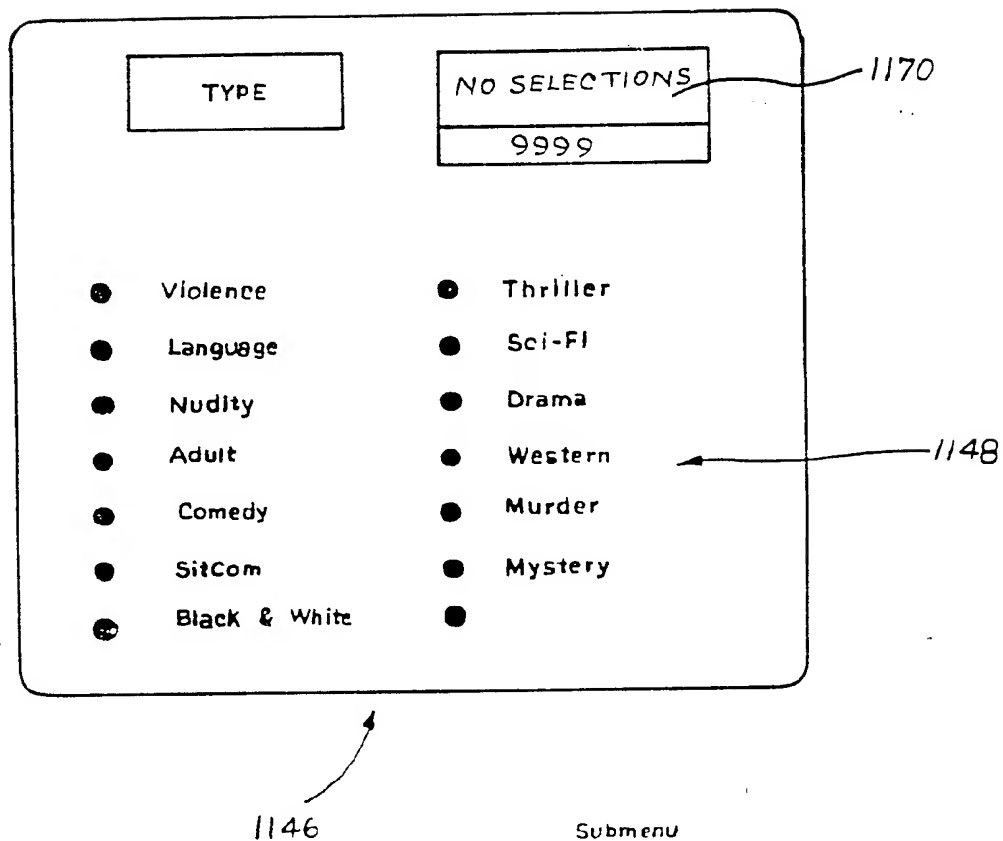 TYPE
NO SELECTIONS
9999
1170
Violence
Language
Nudity
Adult
Comedy
SitCom
Black & White
Thriller
Sci-Fi
Drama
Western
Murder
Mystery
1148
1146
Submenu